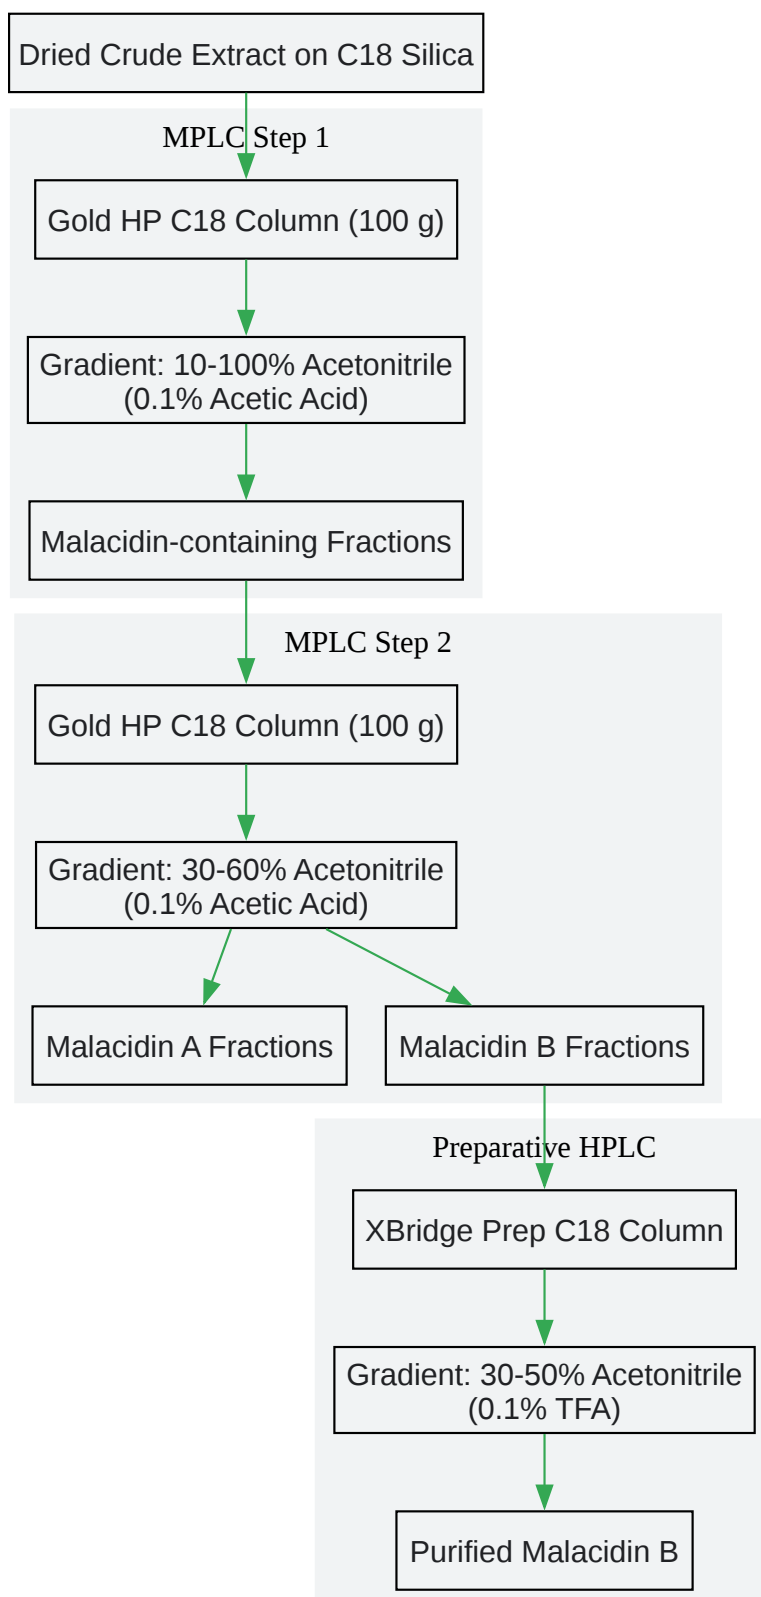 Dried Crude Extract on C18 Silica
MPLC Step 1
Gold HP C18 Column (100 g)
Gradient: 10-100% Acetonitrile
(0.1% Acetic Acid)
Malacidin-containing Fractions
MPLC Step 2
Gold HP C18 Column (100 g)
Gradient: 30-60% Acetonitrile
(0.1% Acetic Acid)
Malacidin A Fractions
Malacidin B Fractions
Preparative HPLC
XBridge Prep C18 Column
Gradient: 30-50% Acetonitrile
(0.1% TFA)
Purified Malacidin B